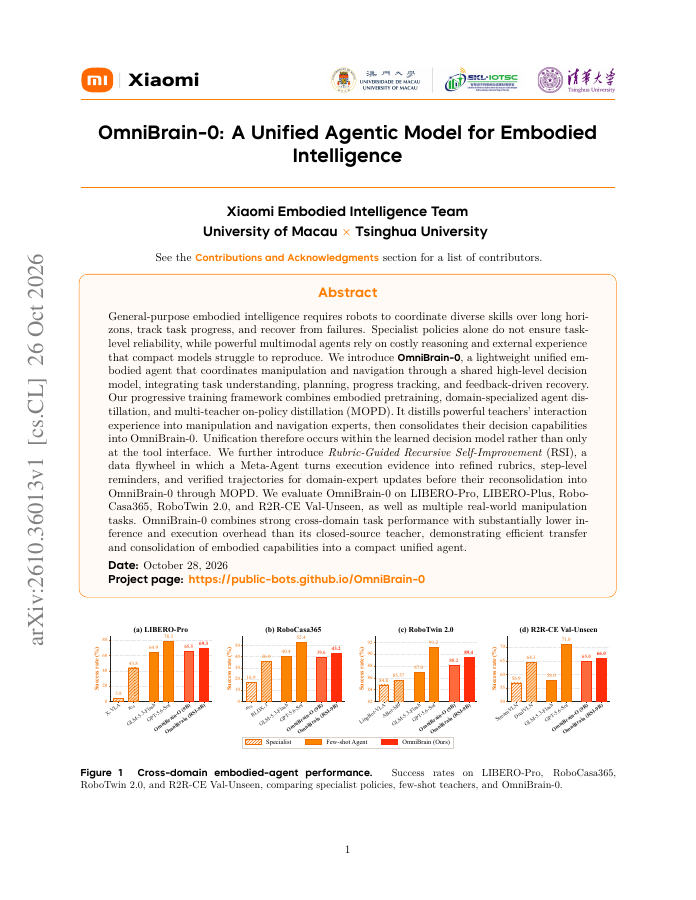 Xiaomi
澳門大學
UNIVERSIDADE DE MACAU
UNIVERSITY OF MACAU
SKL-IOTSC
清华大学
Tsinghua University
OmniBrain-0: A Unified Agentic Model for Embodied
Intelligence
Xiaomi Embodied Intelligence Team
University of Macau × Tsinghua University
See the Contributions and Acknowledgments section for a list of contributors.
arXiv:2610.36013v1 [cs.CL] 26 Oct 2026
Abstract
General-purpose embodied intelligence requires robots to coordinate diverse skills over long hori-
zons, track task progress, and recover from failures. Specialist policies alone do not ensure task-
level reliability, while powerful multimodal agents rely on costly reasoning and external experience
that compact models struggle to reproduce. We introduce OmniBrain-0, a lightweight unified em-
bodied agent that coordinates manipulation and navigation through a shared high-level decision
model, integrating task understanding, planning, progress tracking, and feedback-driven recovery.
Our progressive training framework combines embodied pretraining, domain-specialized agent dis-
tillation, and multi-teacher on-policy distillation (MOPD). It distills powerful teachers' interaction
experience into manipulation and navigation experts, then consolidates their decision capabilities
into OmniBrain-0. Unification therefore occurs within the learned decision model rather than only
at the tool interface. We further introduce Rubric-Guided Recursive Self-Improvement (RSI), a
data flywheel in which a Meta-Agent turns execution evidence into refined rubrics, step-level
reminders, and verified trajectories for domain-expert updates before their reconsolidation into
OmniBrain-0 through MOPD. We evaluate OmniBrain-0 on LIBERO-Pro, LIBERO-Plus, Robo-
Casa365, RoboTwin 2.0, and R2R-CE Val-Unseen, as well as multiple real-world manipulation
tasks. OmniBrain-0 combines strong cross-domain task performance with substantially lower in-
ference and execution overhead than its closed-source teacher, demonstrating efficient transfer
and consolidation of embodied capabilities into a compact unified agent.
Date: October 28, 2026
Project page: https://public-bots.github.io/OmniBrain-0
(a) LIBERO-Pro
(b) RoboCasa365
(c) RoboTwin 2.0
(d) R2R-CE Val-Unseen
Success rate (%)
Success rate (%)
Success rate (%)
Success rate (%)
Specialist
Few-shot Agent
OmniBrain (Ours)
Figure 1 Cross-domain embodied-agent performance. Success rates on LIBERO-Pro, RoboCasa365,
RoboTwin 2.0, and R2R-CE Val-Unseen, comparing specialist policies, few-shot teachers, and OmniBrain-0.
1